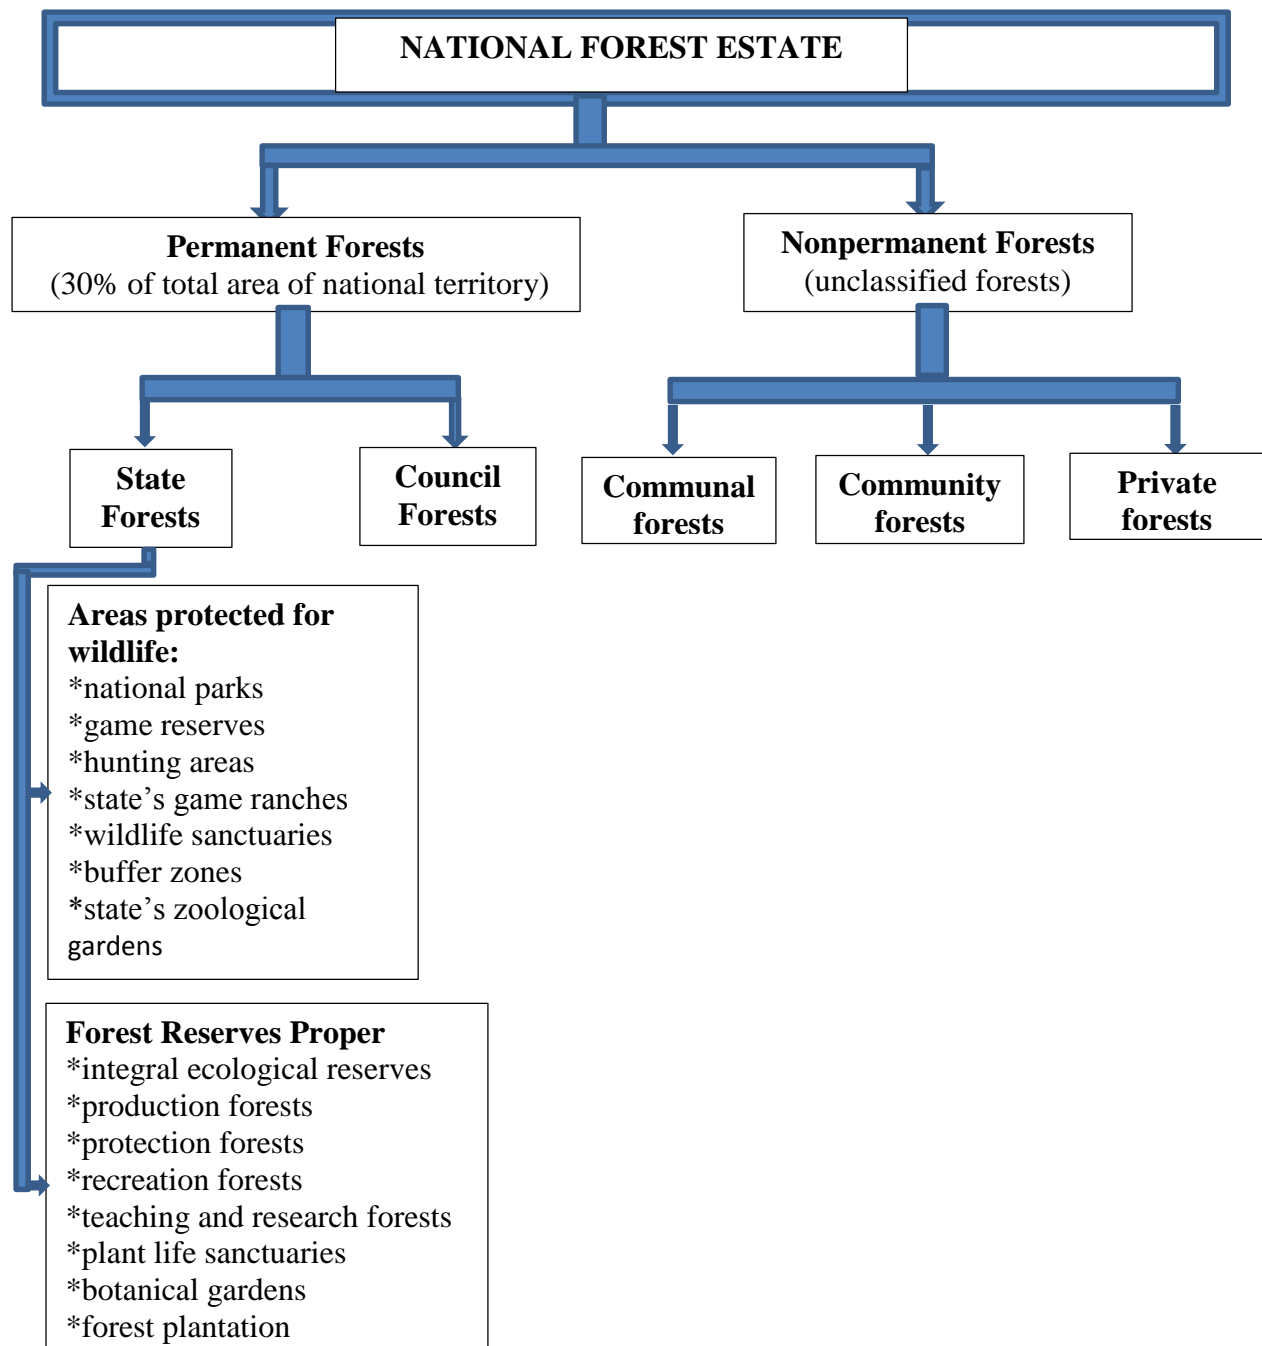 NATIONAL FOREST ESTATE
Permanent Forests
(30% of total area of national territory)
Nonpermanent Forests
(unclassified forests)
State
Forests
Council
Forests
Communal
forests
Community
forests
Private
forests
Areas protected for
wildlife:
*national parks
*game reserves
*hunting areas
*state’s game ranches
*wildlife sanctuaries
*buffer zones
*state’s zoological
gardens
Forest Reserves Proper
*integral ecological reserves
*production forests
*protection forests
*recreation forests
*teaching and research forests
*plant life sanctuaries
*botanical gardens
*forest plantation